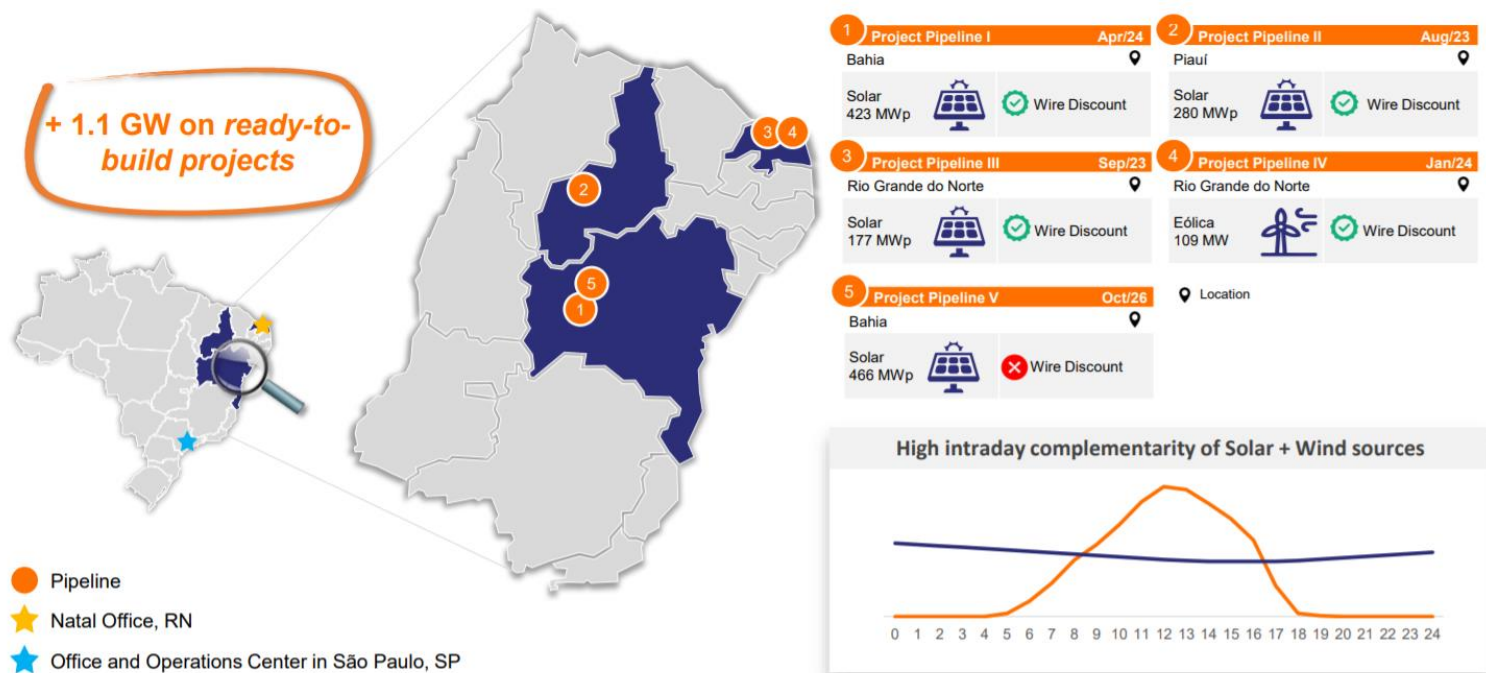 + 1.1 GW on ready-to-
build projects
Pipeline
Natal Office, RN
Office and Operations Center in São Paulo, SP
3 4
2
5
1
1 Project Pipeline I Apr/24
Bahia
Solar
423 MWp
Wire Discount
2 Project Pipeline II Aug/23
Piauí
Solar
280 MWp
Wire Discount
3 Project Pipeline III Sep/23
Rio Grande do Norte
Solar
177 MWp
Wire Discount
4 Project Pipeline IV Jan/24
Rio Grande do Norte
Eólica
109 MW
Wire Discount
5 Project Pipeline V Oct/26
Bahia
Solar
466 MWp
Wire Discount
Location
High intraday complementarity of Solar + Wind sources
0 1 2 3 4 5 6 7 8 9 10 11 12 13 14 15 16 17 18 19 20 21 22 23 24